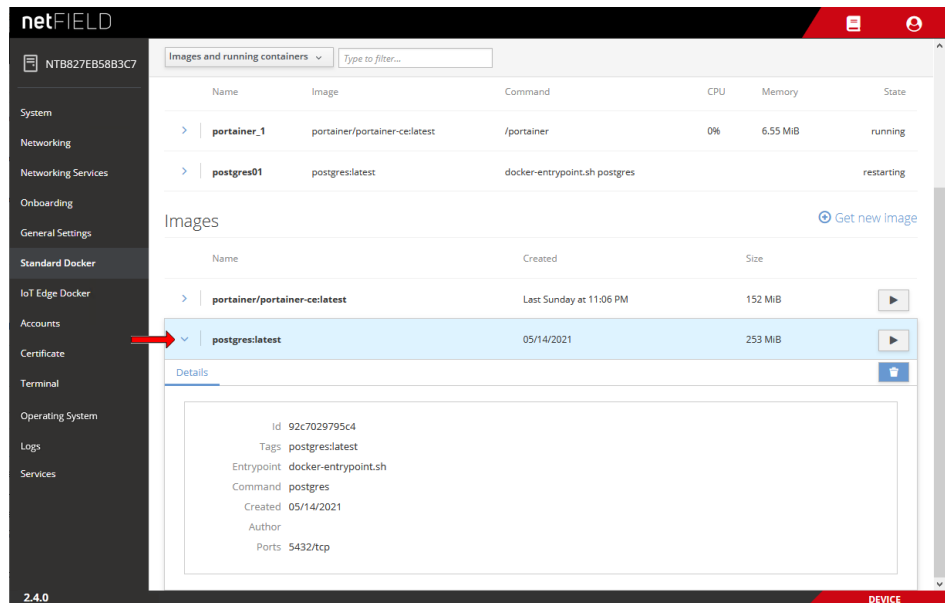 netFIELD
NTB827EB58B3C7
System
Networking
Networking Services
Onboarding
General Settings
Standard Docker
IoT Edge Docker
Accounts
Certificate
Terminal
Operating System
Logs
Services
2.4.0
Images and running containers
Type to filter...
Name Image Command CPU Memory State
portainer_1 portainer/portainer-ce:latest /portainer 0% 6.55 MiB running
postgres01 postgres:latest docker-entrypoint.sh postgres restarting
Images Get new image
Name Created Size
portainer/portainer-ce:latest Last Sunday at 11:06 PM 152 MiB
postgres:latest 05/14/2021 253 MiB
Details
Id 92c7029795c4
Tags postgres:latest
Entrypoint docker-entrypoint.sh
Command postgres
Created 05/14/2021
Author
Ports 5432/tcp
DEVICE